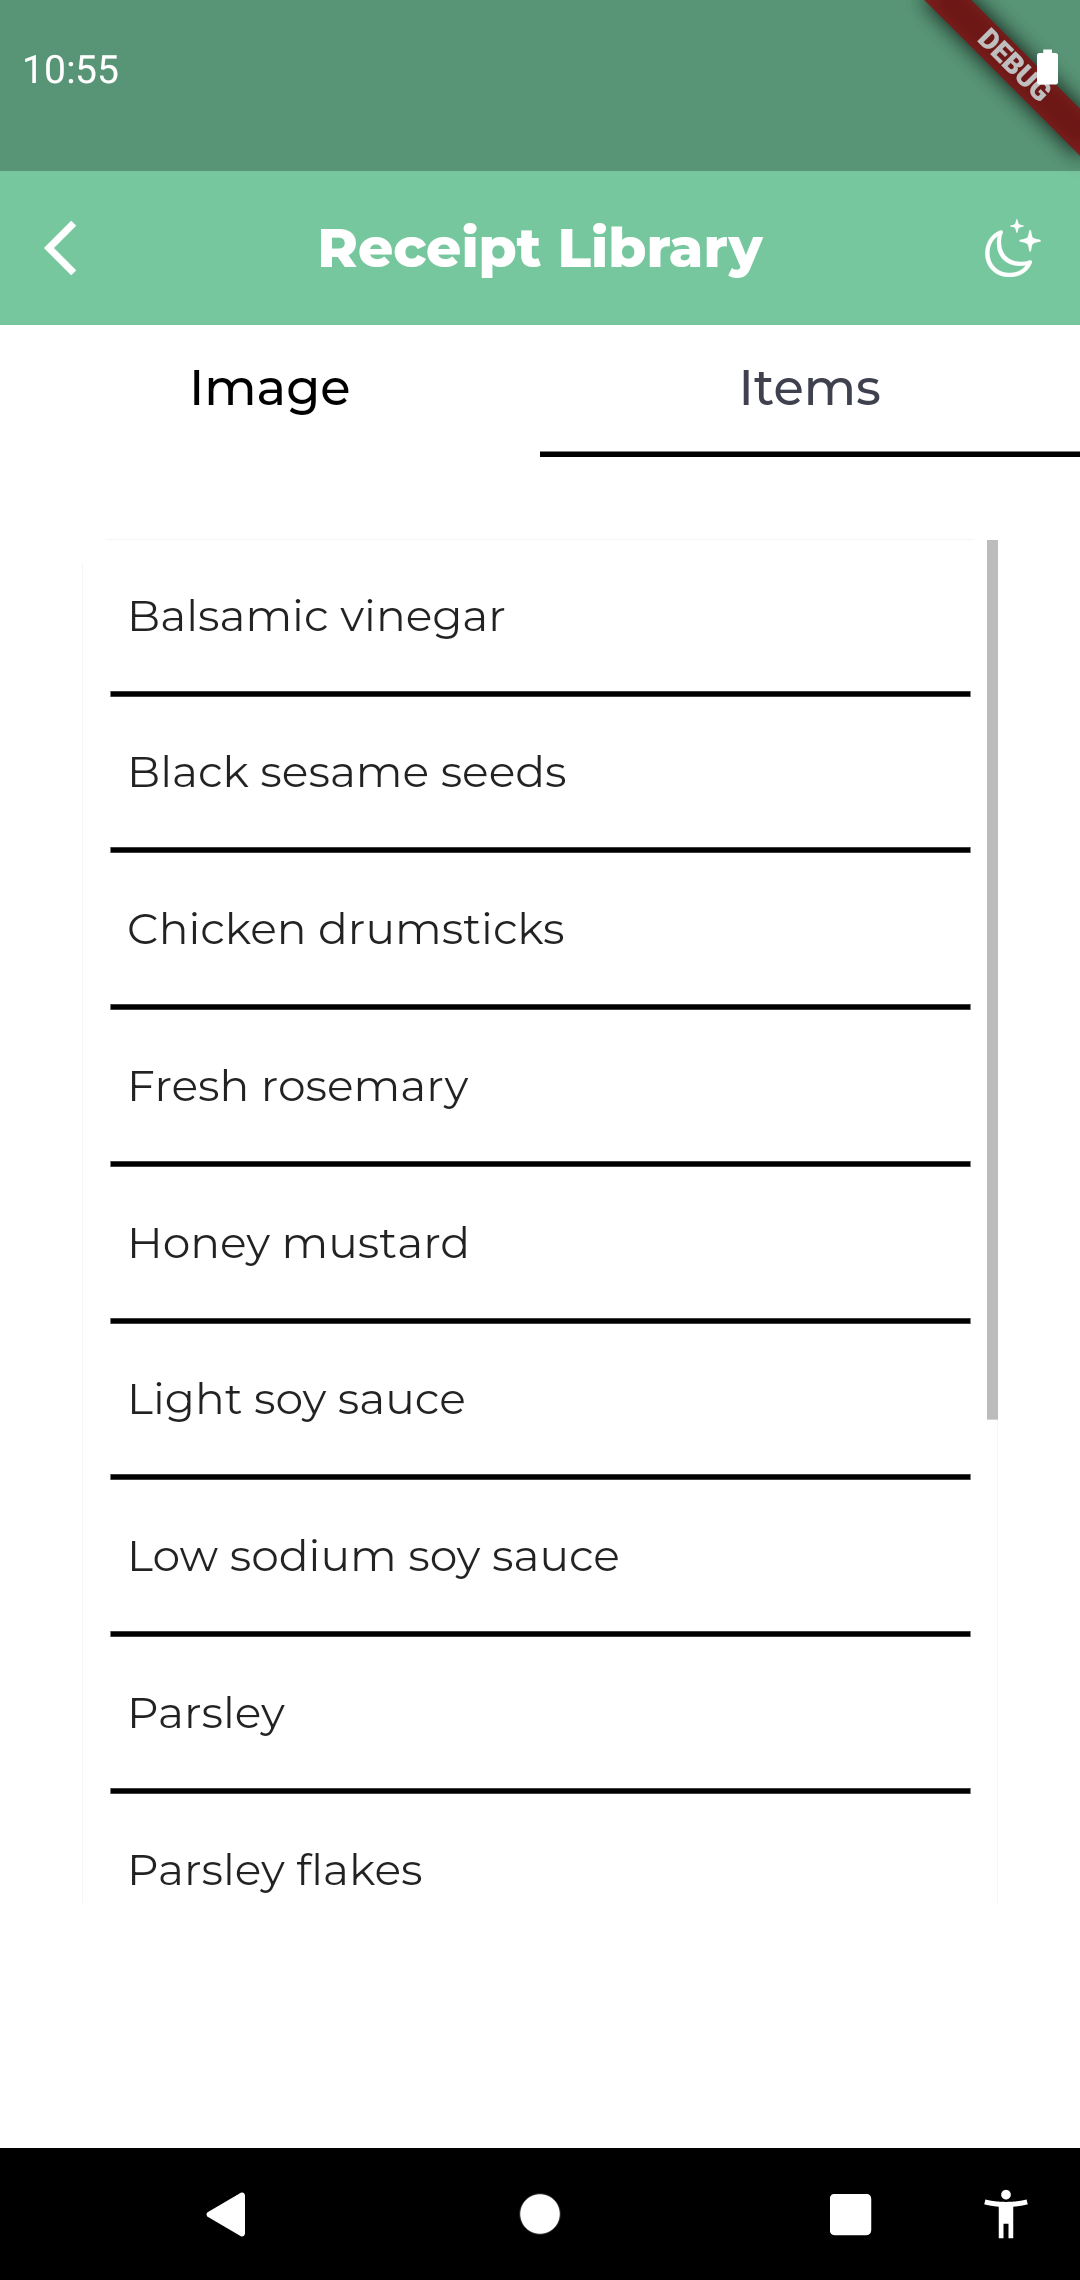 10:55
DEBUG
Receipt Library
Image
Items
Balsamic vinegar
Black sesame seeds
Chicken drumsticks
Fresh rosemary
Honey mustard
Light soy sauce
Low sodium soy sauce
Parsley
Parsley flakes